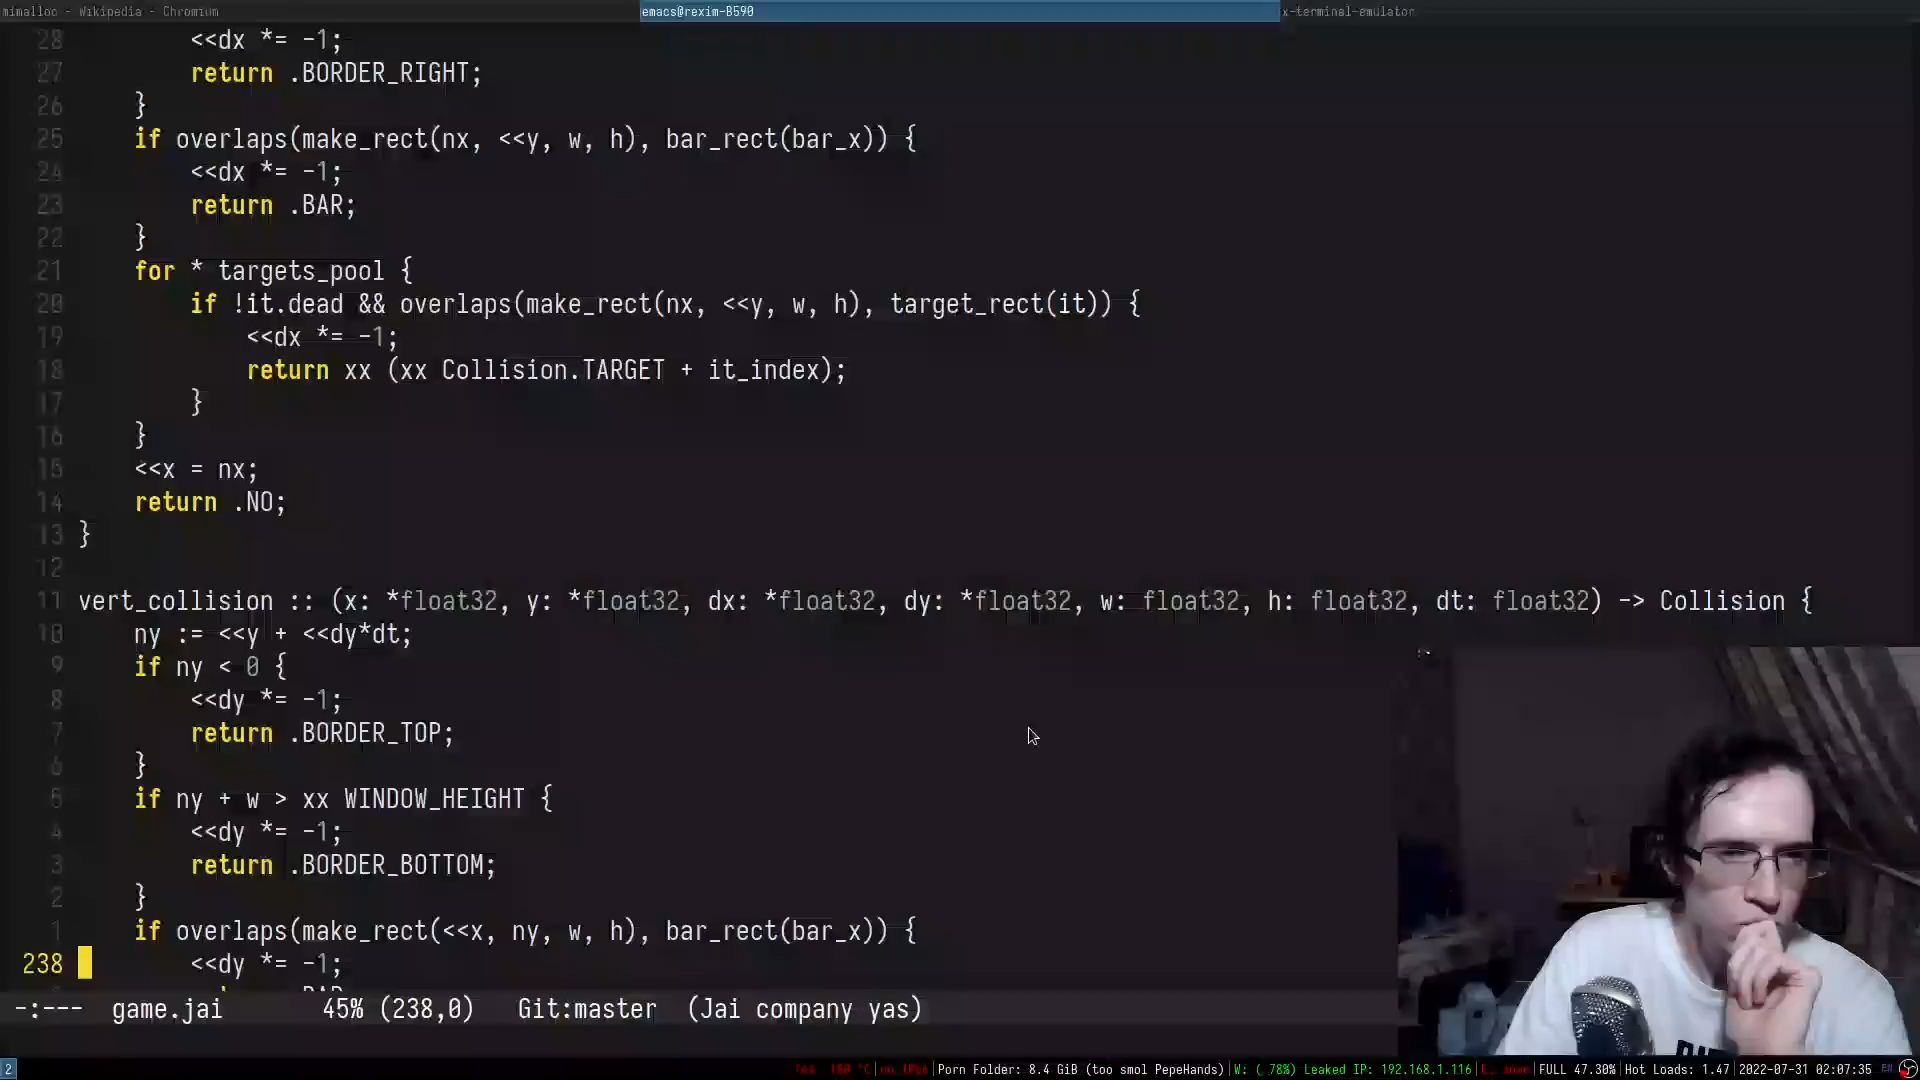 mimalloc - Wikipedia - Chromium
emacs@rexim-B590
x-terminal-emulator
28 <<dx *= -1;
27 return .BORDER_RIGHT;
26 }
25 if overlaps(make_rect(nx, <<y, w, h), bar_rect(bar_x)) {
24 <<dx *= -1;
23 return .BAR;
22 }
21 for * targets_pool {
20 if !it.dead && overlaps(make_rect(nx, <<y, w, h), target_rect(it)) {
19 <<dx *= -1;
18 return xx (xx Collision.TARGET + it_index);
17 }
16 }
15 <<x = nx;
14 return .NO;
13 }
12
11 vert_collision :: (x: *float32, y: *float32, dx: *float32, dy: *float32, w: float32, h: float32, dt: float32) -> Collision {
10 ny := <<y + <<dy*dt;
9 if ny < 0 {
8 <<dy *= -1;
7 return .BORDER_TOP;
6 }
5 if ny + w > xx WINDOW_HEIGHT {
4 <<dy *= -1;
3 return .BORDER_BOTTOM;
2 }
1 if overlaps(make_rect(<<x, ny, w, h), bar_rect(bar_x)) {
238 <<dy *= -1;
-:--- game.jai 45% (238,0) Git:master (Jai company yas)
2 no IPv6 | Porn Folder: 8.4 GiB (too smol PepeHands) | W: ( 78%) Leaked IP: 192.168.1.116 | E: down | FULL 47.30% | Hot Loads: 1.47 | 2022-07-31 02:07:35 EN